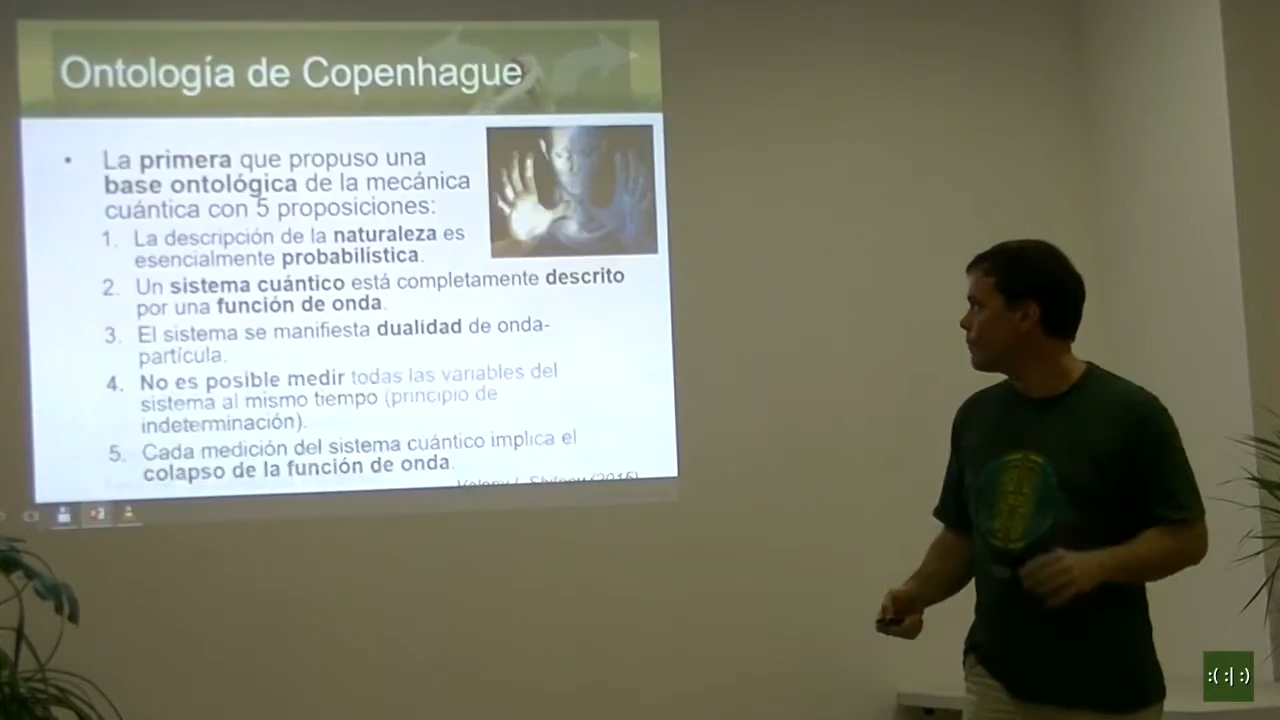 Ontología de Copenhague
• La primera que propuso una
base ontológica de la mecánica
cuántica con 5 proposiciones:
1. La descripción de la naturaleza es
esencialmente probabilística.
2. Un sistema cuántico está completamente descrito
por una función de onda.
3. El sistema se manifiesta dualidad de onda-
partícula.
4. No es posible medir todas las variables del
sistema al mismo tiempo (principio de
indeterminación).
5. Cada medición del sistema cuántico implica el
colapso de la función de onda.
:( :| :)